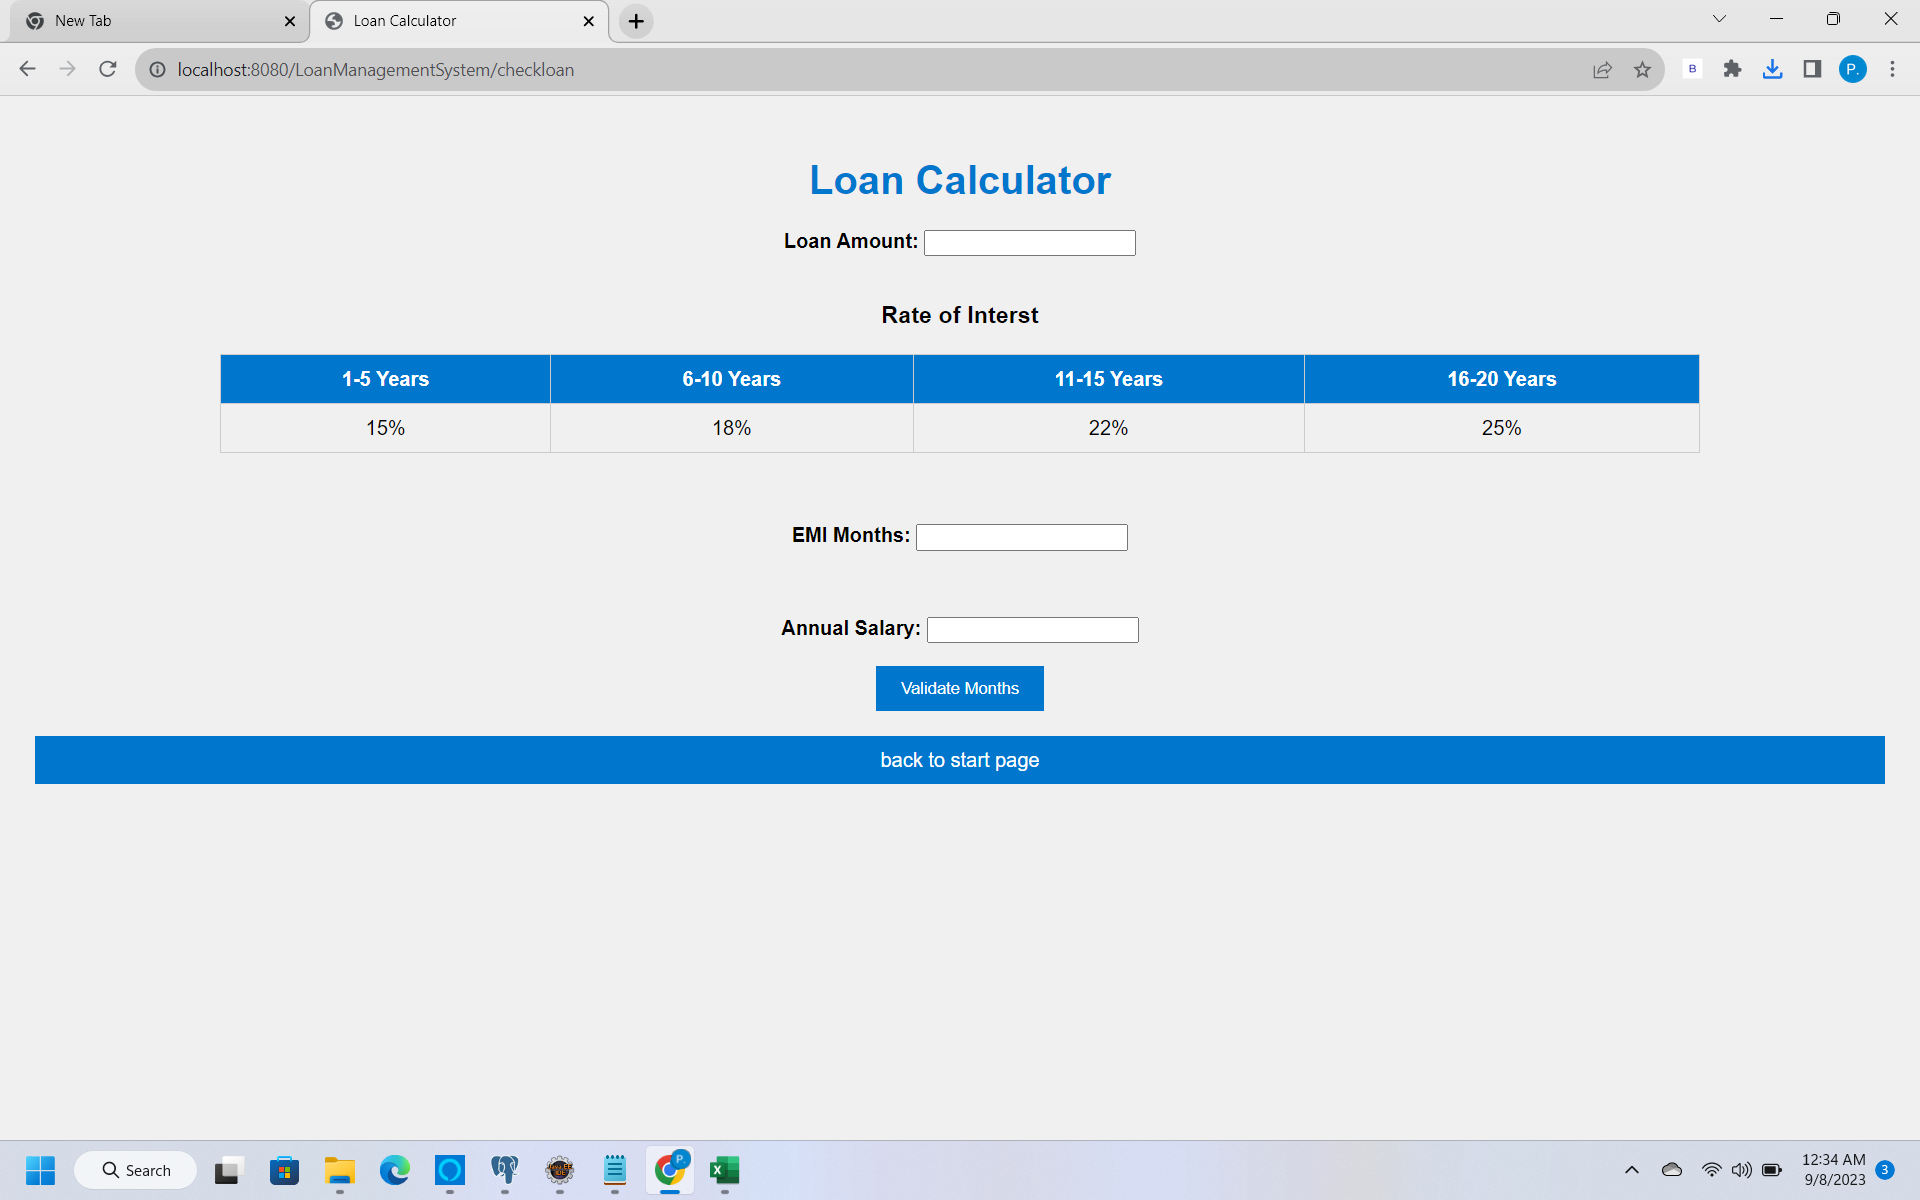 New Tab
Loan Calculator
localhost:8080/LoanManagementSystem/checkloan
B
P.
Loan Calculator
Loan Amount:
Rate of Interst
1-5 Years 6-10 Years 11-15 Years 16-20 Years
15% 18% 22% 25%
EMI Months:
Annual Salary:
Validate Months
back to start page
Search
P.
12:34 AM
9/8/2023
3